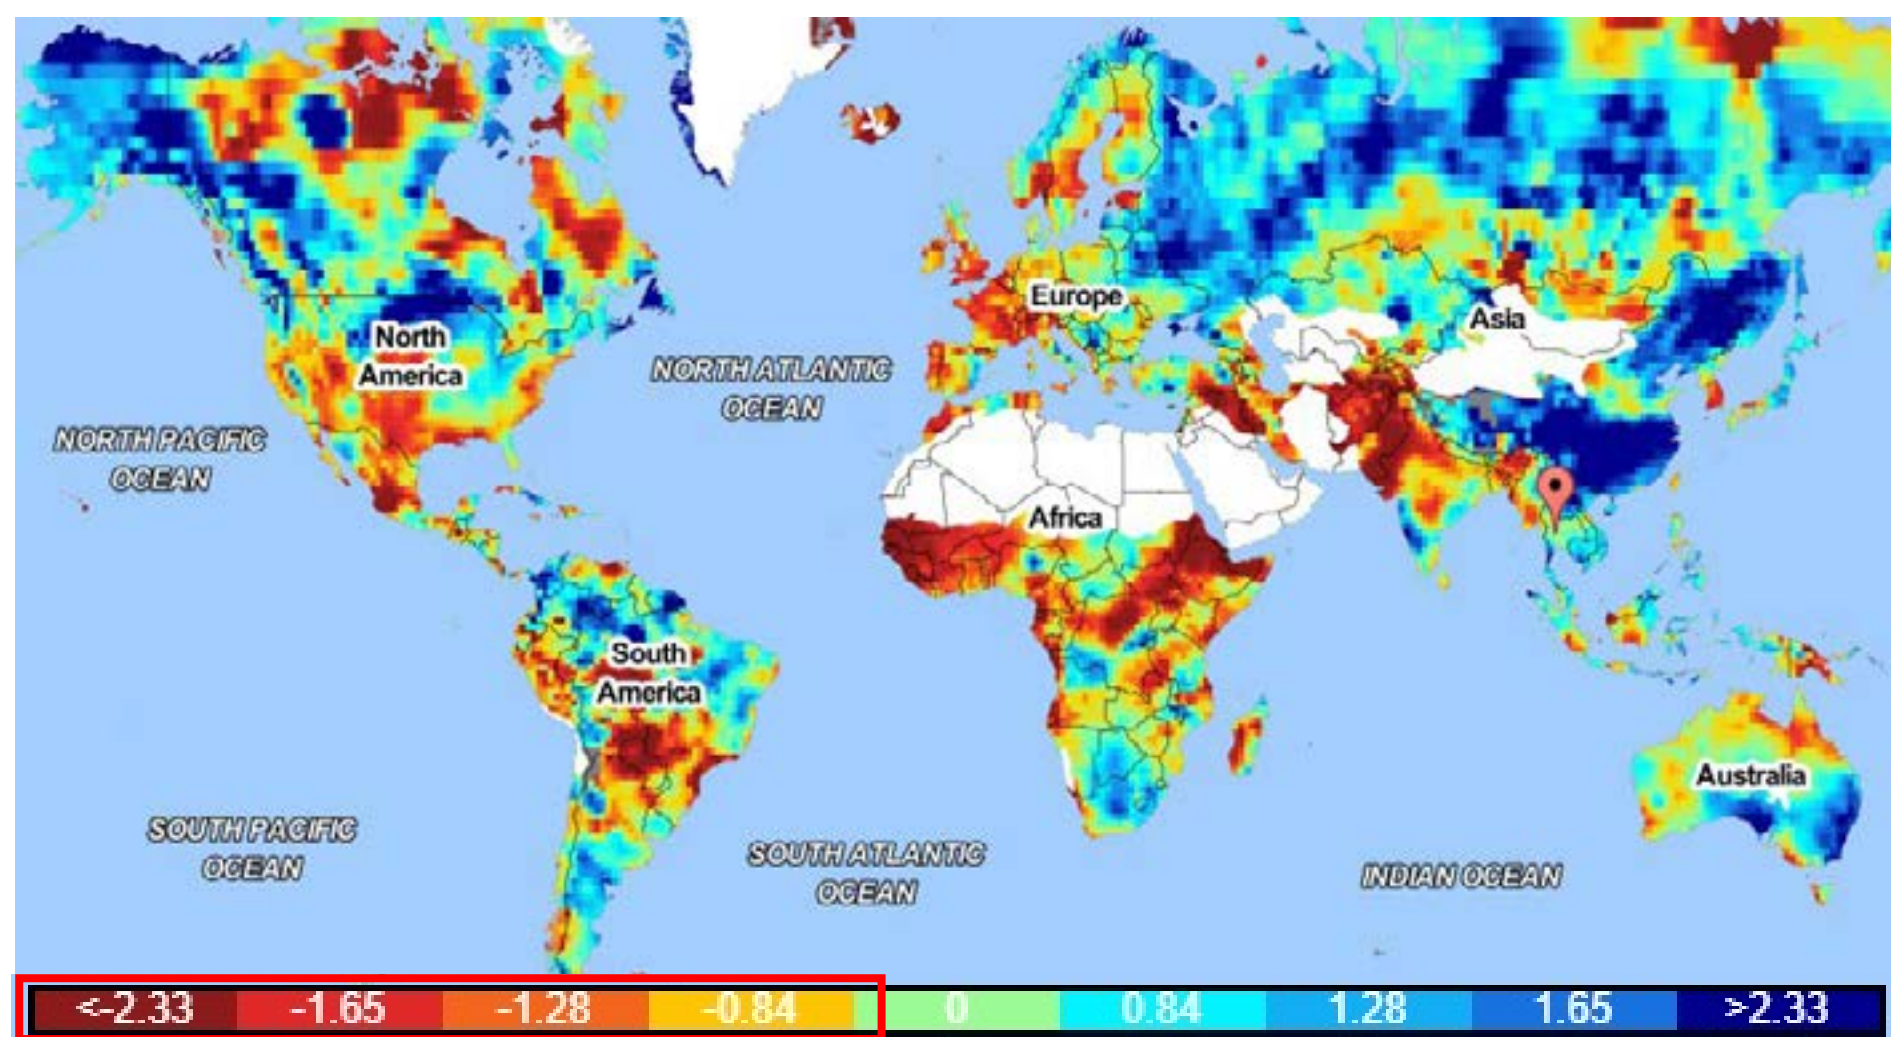 North
America
Europe
Asia
NORTH ATLANTIC
OCEAN
NORTH PACIFIC
OCEAN
Africa
South
America
Australia
SOUTH PACIFIC
OCEAN
SOUTH ATLANTIC
OCEAN
INDIAN OCEAN
<-2.33 -1.65 -1.28 -0.84 0 0.84 1.28 1.65 >2.33